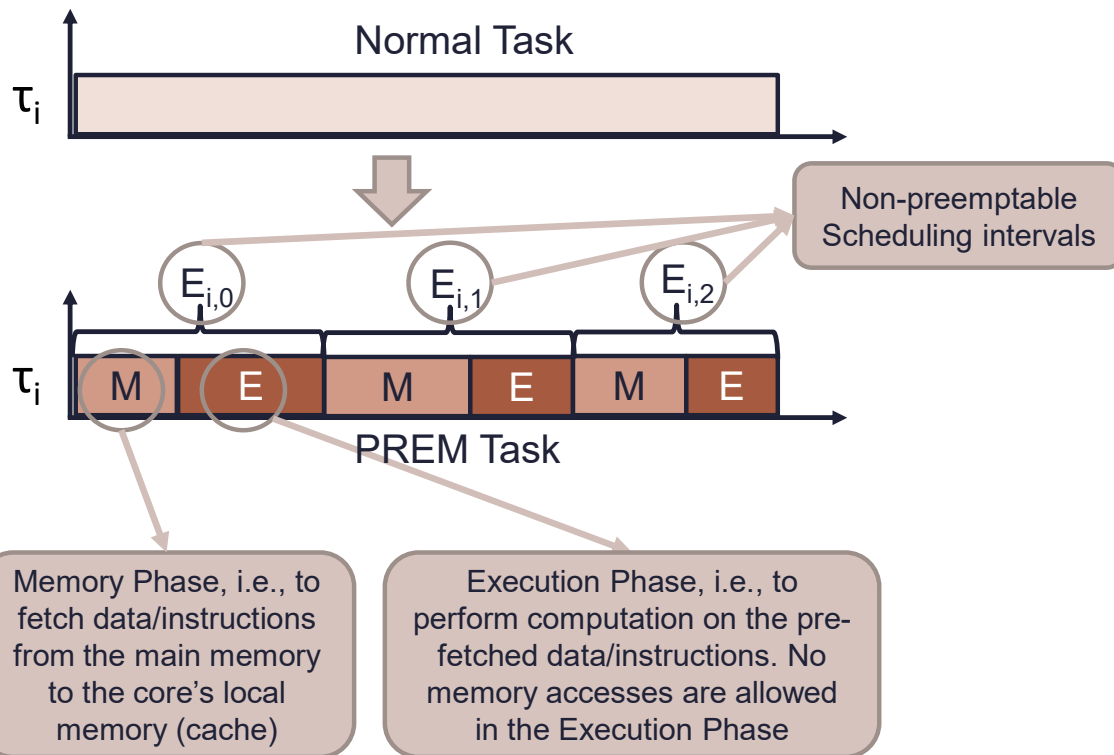 Normal Task
τi
Non-preemptable
Scheduling intervals
Ei,0
Ei,1
Ei,2
τi
M
E
M
E
M
E
PREM Task
Memory Phase, i.e., to
fetch data/instructions
from the main memory
to the core's local
memory (cache)
Execution Phase, i.e., to
perform computation on the pre-
fetched data/instructions. No
memory accesses are allowed
in the Execution Phase